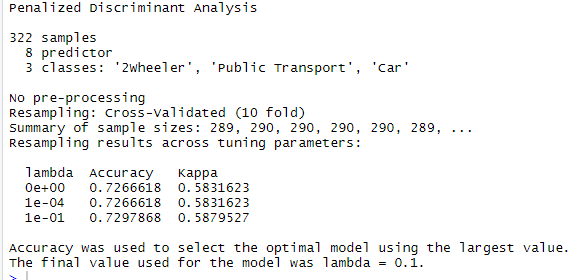 Penalized Discriminant Analysis
322 samples
8 predictor
3 classes: '2Wheeler', 'Public Transport', 'Car'
No pre-processing
Resampling: Cross-Validated (10 fold)
Summary of sample sizes: 289, 290, 290, 290, 290, 289, ...
Resampling results across tuning parameters:
lambda  Accuracy   Kappa
0e+00   0.7266618  0.5831623
1e-04   0.7266618  0.5831623
1e-01   0.7297868  0.5879527
Accuracy was used to select the optimal model using the largest value.
The final value used for the model was lambda = 0.1.
>